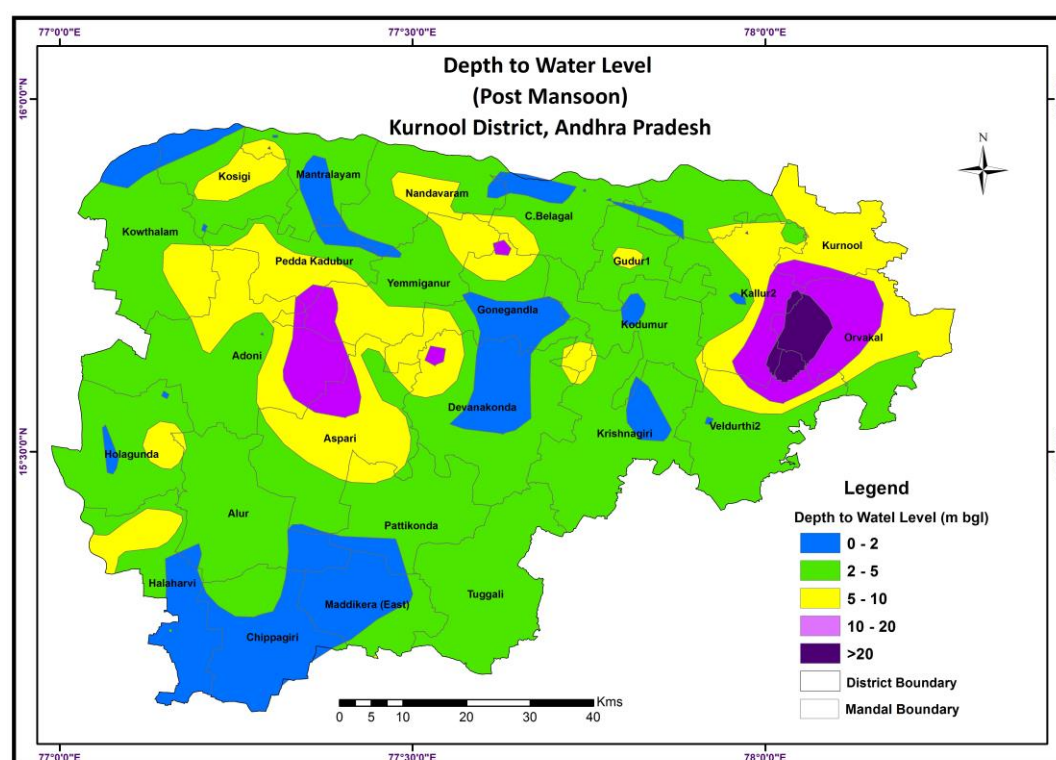 77°0'0"E
77°30'0"E
78°0'0"E
Depth to Water Level
(Post Mansoon)
Kurnool District, Andhra Pradesh
16°0'0"N
N
Kosigi
Mantralayam
Nandavaram
C.Belagal
Kowthalam
Kurnool
Pedda Kadubur
Gudur1
Yemmiganur
Kallur2
Gonegandla
Kodumur
Orvakal
Adoni
Devanakonda
Veldurthi2
Krishnagiri
Aspari
15°30'0"N
Holagunda
Alur
Pattikonda
Halaharvi
Tuggali
Maddikera (East)
Chippagiri
Legend
Depth to Watel Level (m bgl)
0 - 2
2 - 5
5 - 10
10 - 20
>20
District Boundary
Mandal Boundary
Kms
0 5 10 20 30 40
77°0'0"E
77°30'0"E
78°0'0"E